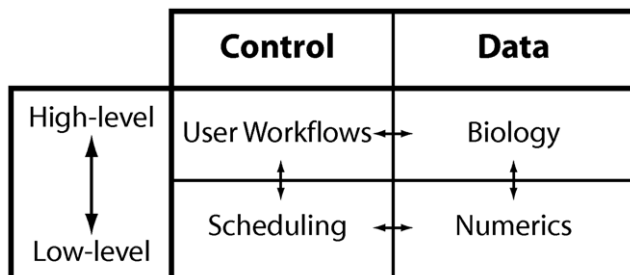 Control Data
High-level User Workflows Biology
Low-level Scheduling Numerics